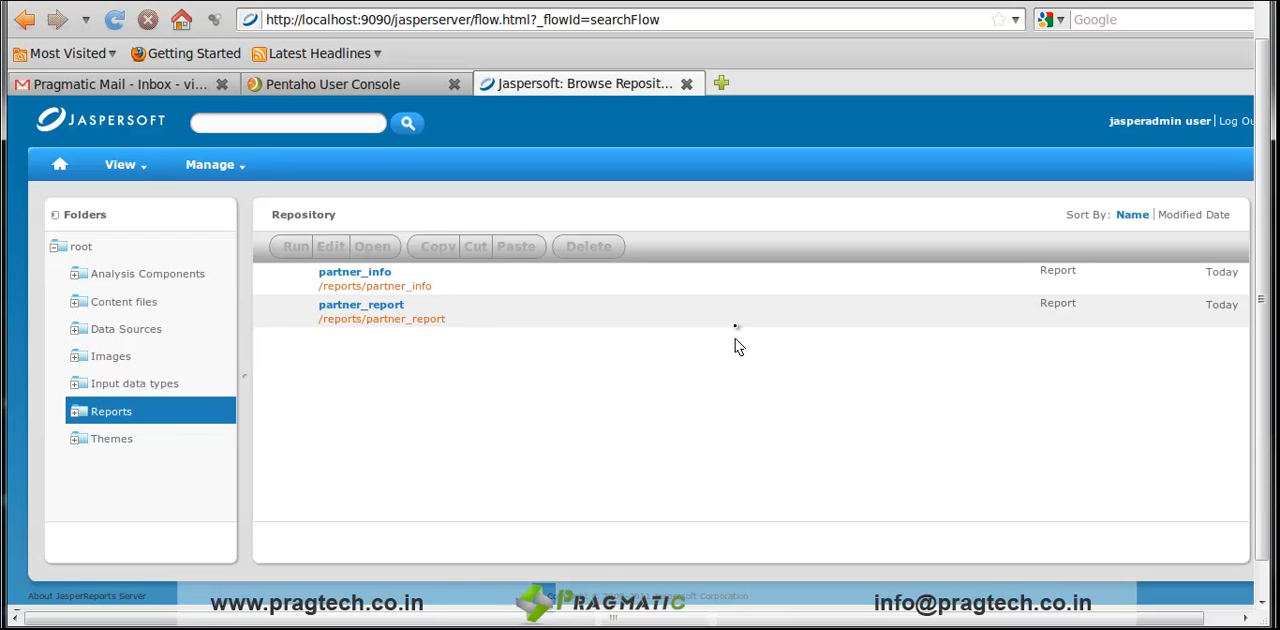 http://localhost:9090/jasperserver/flow.html?_flowId=searchFlow
Google
Most Visited
Getting Started
Latest Headlines
Pragmatic Mail - Inbox - vi...
Pentaho User Console
Jaspersoft: Browse Reposit...
JASPERSOFT
jasperadmin user | Log Ou
View
Manage
Folders
root
Analysis Components
Content files
Data Sources
Images
Input data types
Reports
Themes
Repository
Sort By: Name | Modified Date
Run Edit Open Copy Cut Paste Delete
partner_info
/reports/partner_info
Report
Today
partner_report
/reports/partner_report
Report
Today
About JasperReports Server
Corporation
www.pragtech.co.in
PRAGMATIC
info@pragtech.co.in